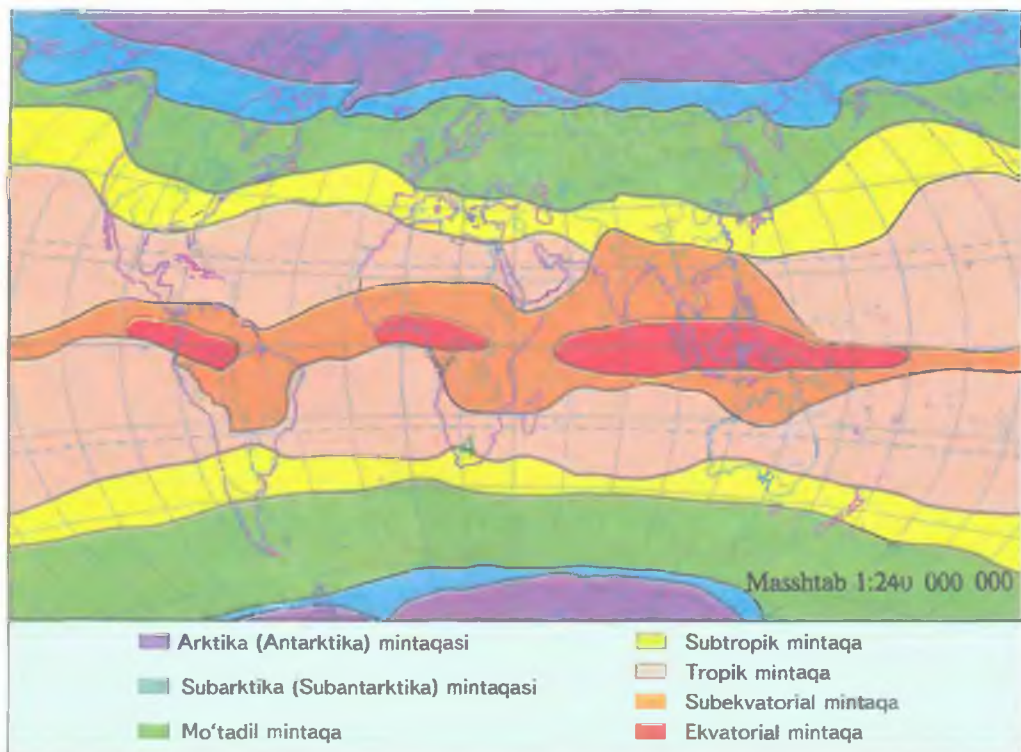 Masshtab 1:240 000 000
Arktika (Antarktika) mintaqasi
Subarktika (Subantarktika) mintaqasi
Mo‘tadil mintaqa
Subtropik mintaqa
Tropik mintaqa
Subekvatorial mintaqa
Ekvatorial mintaqa